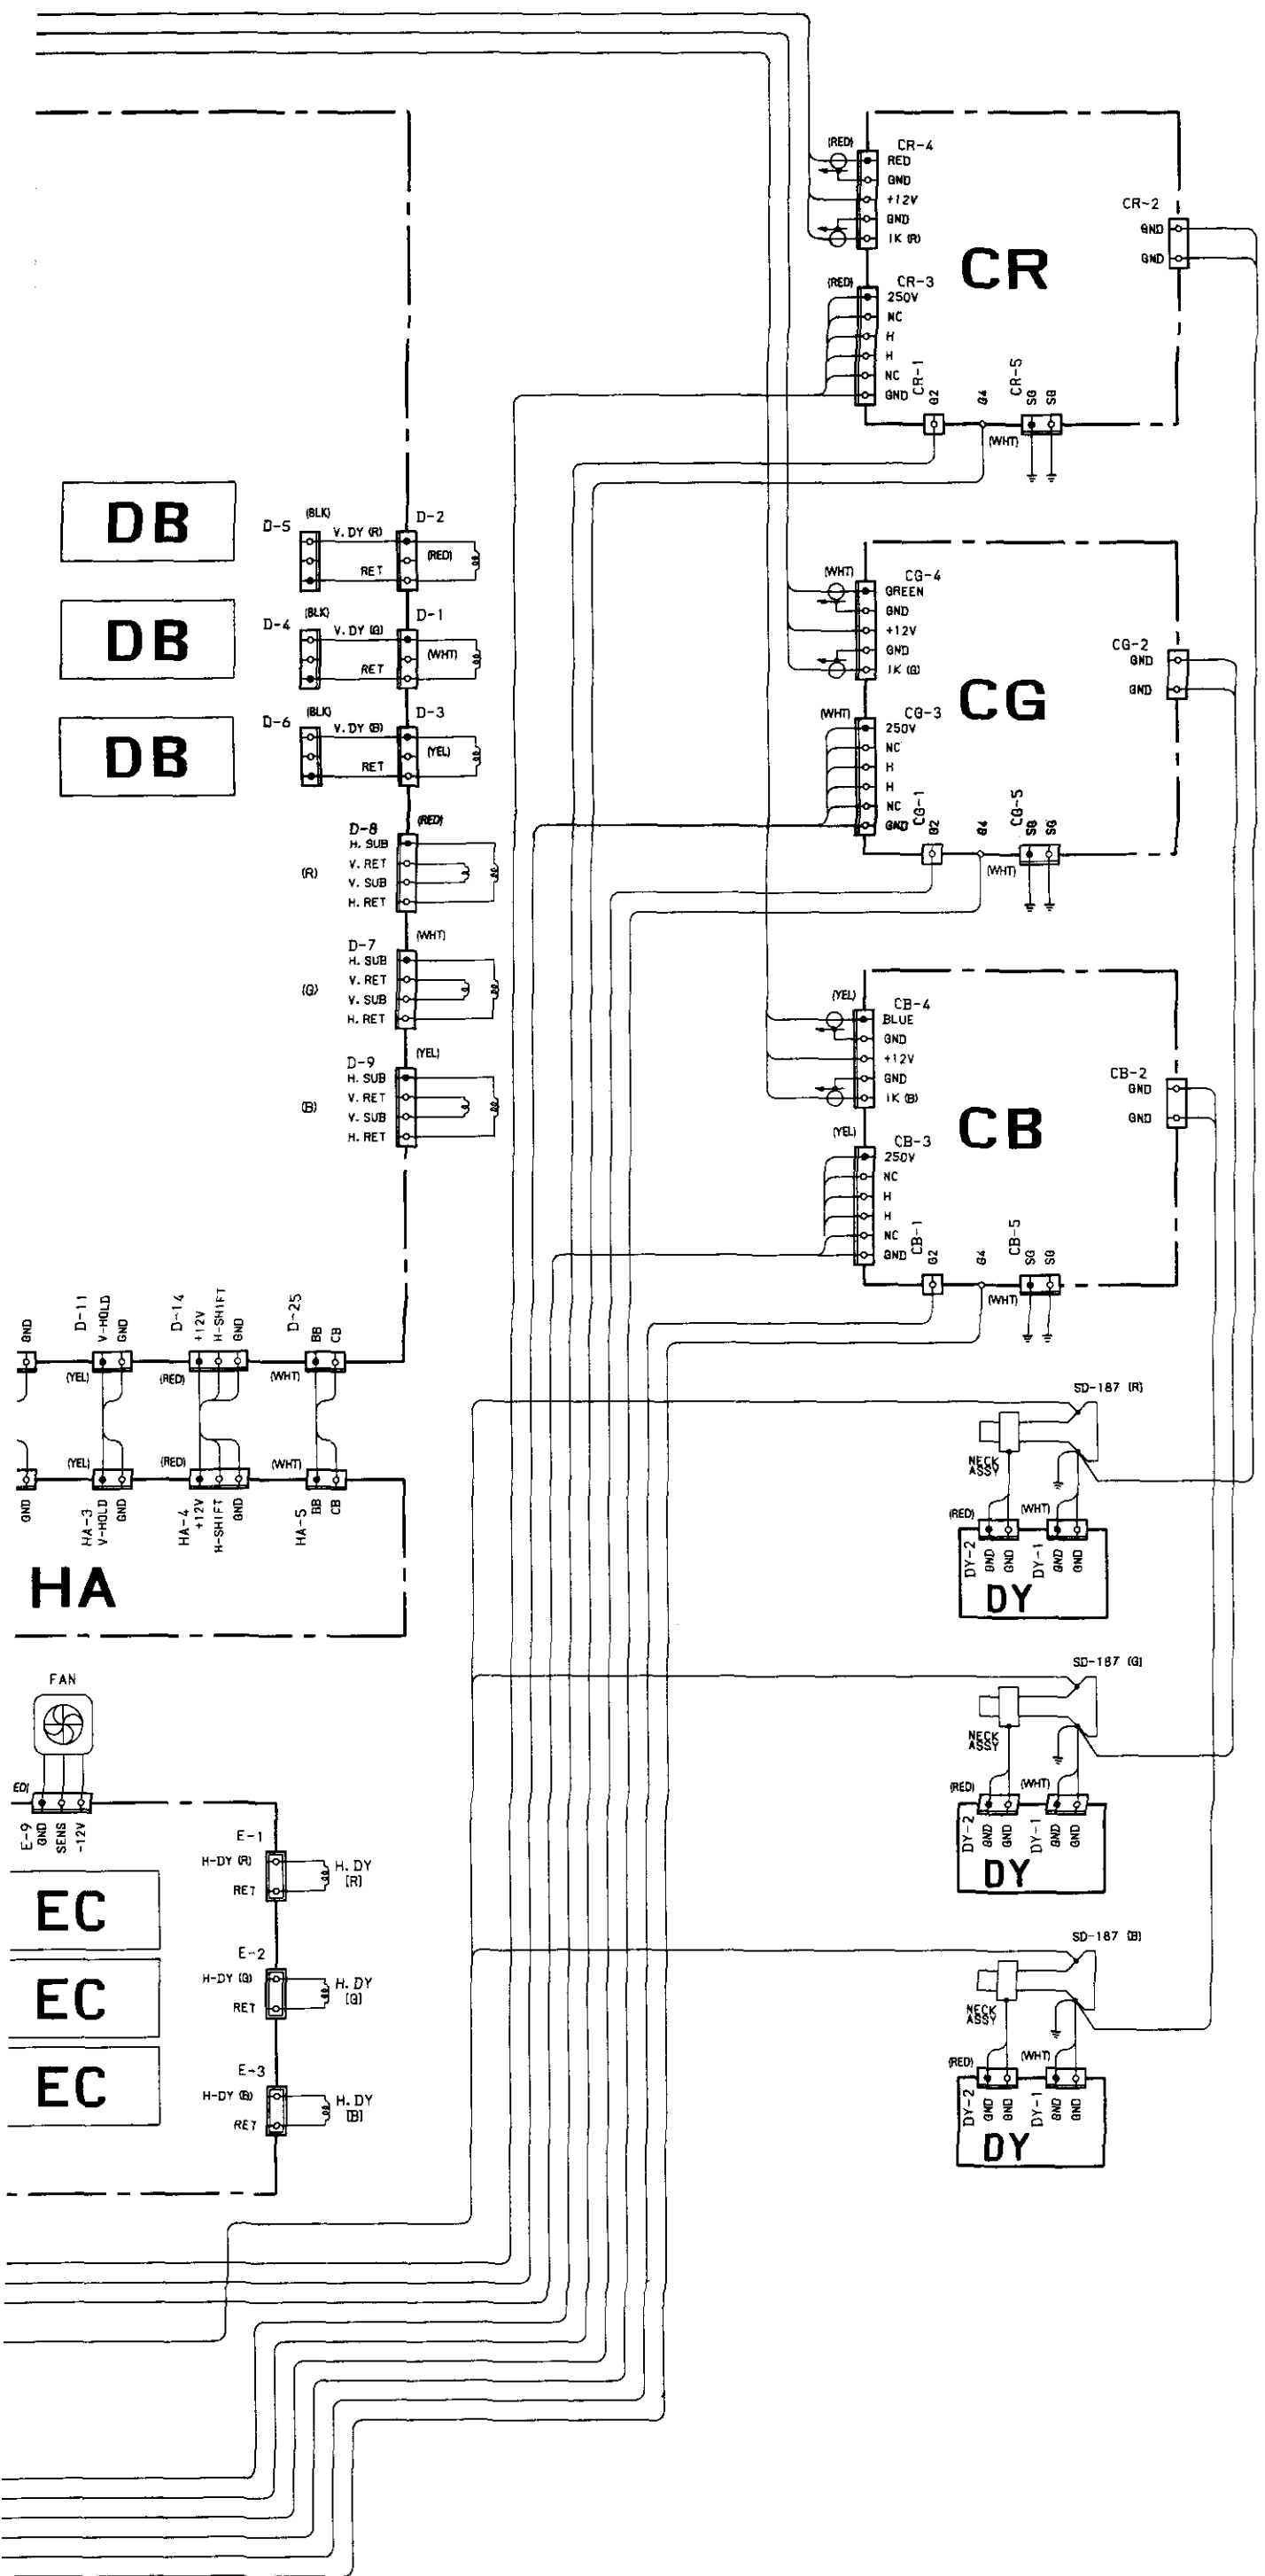 (RED)
CR-4
RED
GND
+12V
GND
IK (R)
CR-2
GND
GND
CR
(RED)
CR-3
250V
NC
H
H
NC
GND
CR-1
G2
G4
CR-5
SG
SG
(WHT)
DB
D-5
(BLK)
V. DY (R)
RET
D-2
(RED)
DB
D-4
(BLK)
V. DY (G)
RET
D-1
(WHT)
DB
D-6
(BLK)
V. DY (B)
RET
D-3
(YEL)
(WHT)
CG-4
GREEN
GND
+12V
GND
IK (G)
CG-2
GND
GND
CG
(WHT)
CG-3
250V
NC
H
H
NC
GND
CG-1
G2
G4
CG-5
SG
SG
(WHT)
D-8
(RED)
H. SUB
V. RET
V. SUB
H. RET
(R)
D-7
(WHT)
H. SUB
V. RET
V. SUB
H. RET
(G)
D-9
(YEL)
H. SUB
V. RET
V. SUB
H. RET
(B)
(YEL)
CB-4
BLUE
GND
+12V
GND
IK (B)
CB-2
GND
GND
CB
(YEL)
CB-3
250V
NC
H
H
NC
GND
CB-1
G2
G4
CB-5
SG
SG
(WHT)
GND
D-11
V-HOLD
GND
D-14
+12V
H-SHIFT
GND
D-25
BB
CB
(YEL)
(RED)
(WHT)
(YEL)
(RED)
(WHT)
GND
HA-3
V-HOLD
GND
HA-4
+12V
H-SHIFT
GND
HA-5
BB
CB
HA
SD-187 (R)
NECK
ASSY
(RED)
(WHT)
DY-2
GND
GND
DY-1
GND
GND
DY
SD-187 (G)
NECK
ASSY
(RED)
(WHT)
DY-2
GND
GND
DY-1
GND
GND
DY
FAN
ED)
E-9
GND
SENS
-12V
E-1
H-DY (R)
RET
H. DY
(R)
EC
E-2
H-DY (G)
RET
H. DY
(G)
EC
E-3
H-DY (B)
RET
H. DY
(B)
EC
SD-187 (B)
NECK
ASSY
(RED)
(WHT)
DY-2
GND
GND
DY-1
GND
GND
DY